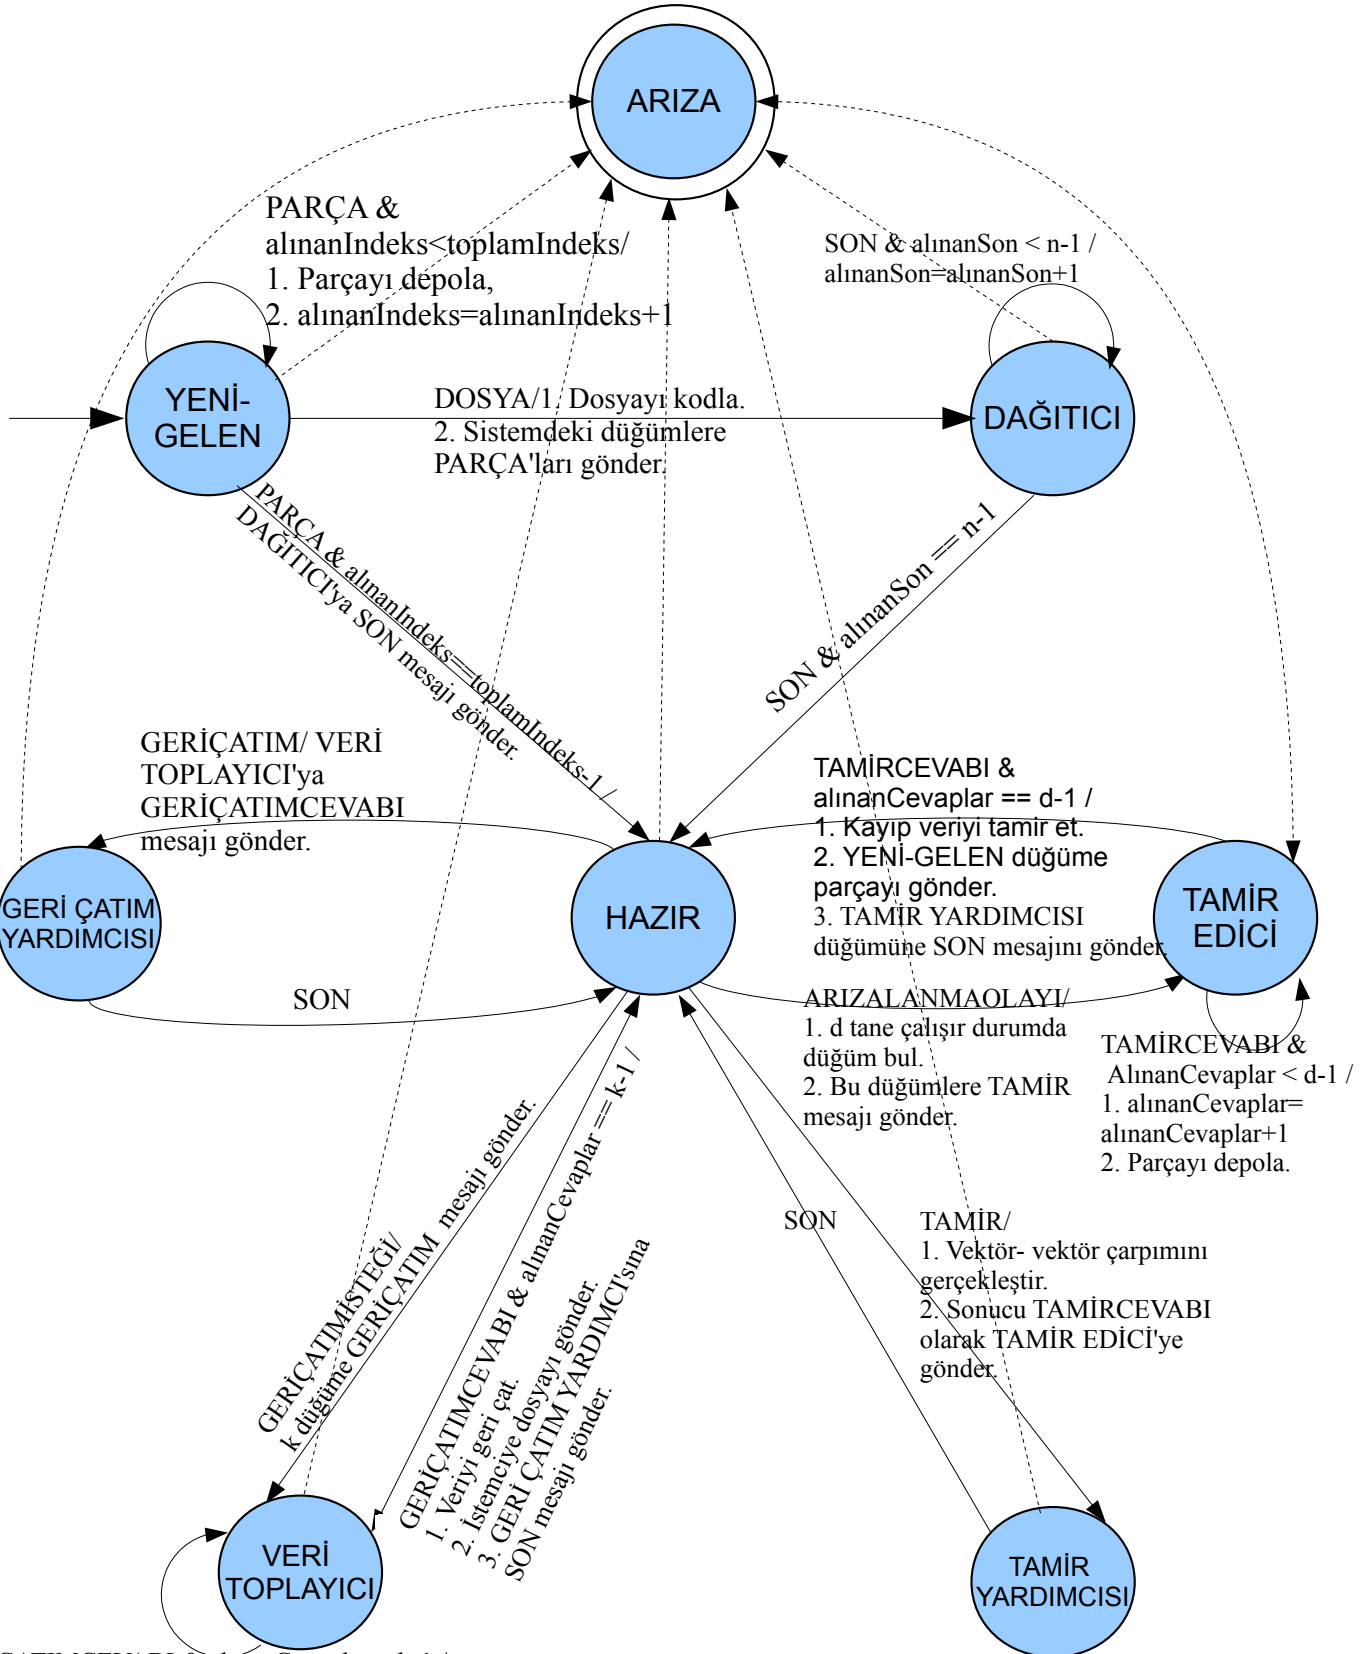 ARIZA
PARÇA &
alınanIndeks<toplamIndeks/
1. Parçayı depola,
2. alınanIndeks=alınanIndeks+1
SON & alınanSon < n-1 /
alınanSon=alınanSon+1
YENİ-
GELEN
DOSYA/1. Dosyayı kodla.
2. Sistemdeki düğümlere
PARÇA'ları gönder.
DAĞITICI
PARÇA & alınanIndeks==toplamIndeks-1 /
DAĞITICI'ya SON mesajı gönder.
SON & alınanSon == n-1
GERİÇATIM/ VERİ
TOPLAYICI'ya
GERİÇATIMCEVABI
mesajı gönder.
TAMİRCEVABI &
alınanCevaplar == d-1 /
1. Kayıp veriyi tamir et.
2. YENİ-GELEN düğüme
parçayı gönder.
3. TAMİR YARDIMCISI
düğümüne SON mesajını gönder.
GERİ ÇATIM
YARDIMCISI
HAZIR
TAMİR
EDİCİ
SON
ARIZALANMAOLAYI/
1. d tane çalışır durumda
düğüm bul.
2. Bu düğümlere TAMİR
mesajı gönder.
TAMİRCEVABI &
AlınanCevaplar < d-1 /
1. alınanCevaplar=
alınanCevaplar+1
2. Parçayı depola.
GERİÇATIMİSTEĞİ/
k düğüme GERİÇATIM mesajı gönder.
GERİÇATIMCEVABI & alınanCevaplar == k-1 /
1. Veriyi geri çat.
2. İstemciye dosyayı gönder.
3. GERİ ÇATIM YARDIMCI'sına
SON mesajı gönder.
SON
TAMİR/
1. Vektör- vektör çarpımını
gerçekleştir.
2. Sonucu TAMİRCEVABI
olarak TAMİR EDİCİ'ye
gönder.
VERİ
TOPLAYICI
TAMİR
YARDIMCISI